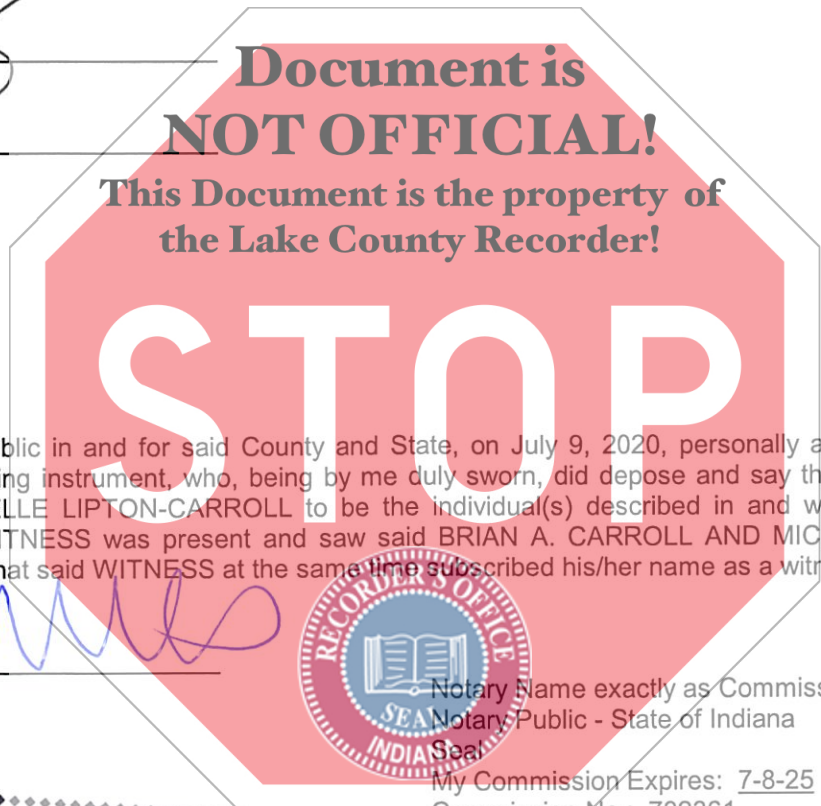 Document is
NOT OFFICIAL!
This Document is the property of
the Lake County Recorder!
STOP
blic in and for said County and State, on July 9, 2020, personally a
ing instrument, who, being by me duly sworn, did depose and say th
ELLE LIPTON-CARROLL to be the individual(s) described in and w
ITNESS was present and saw said BRIAN A. CARROLL AND MIC
hat said WITNESS at the same time subscribed his/her name as a witn
RECORDER'S OFFICE
SEAL
INDIANA
Notary Name exactly as Commiss
Notary Public - State of Indiana
Seal
My Commission Expires: 7-8-25